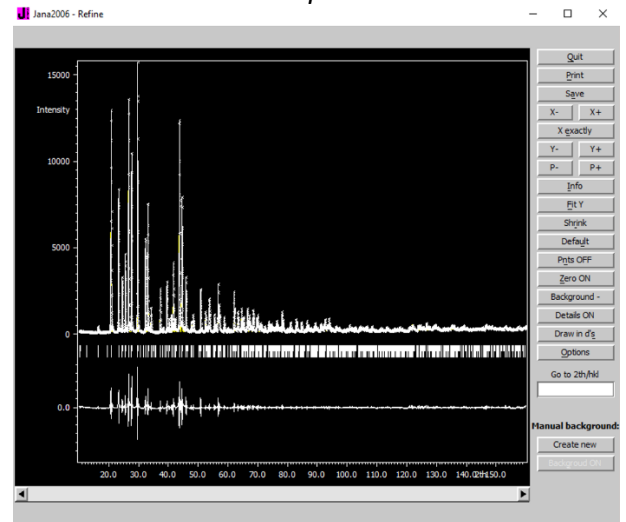 Jana2006 - Refine
15000
Intensity
10000
5000
0
0.0
20.0 30.0 40.0 50.0 60.0 70.0 80.0 90.0 100.0 110.0 120.0 130.0 140.0 2th 150.0
Quit
Print
Save
X- X+
X exactly
Y- Y+
P- P+
Info
Fit Y
Shrink
Default
Pnts OFF
Zero ON
Background -
Details ON
Draw in d's
Options
Go to 2th/hkl
Manual background:
Create new
Backgroud ON